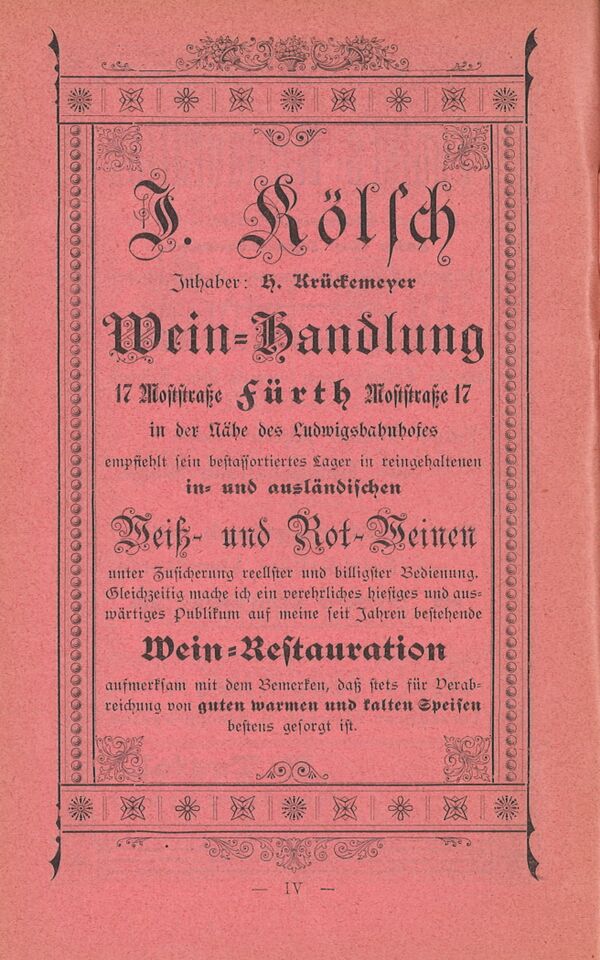 J. Kölsch
Inhaber: H. Krückemeyer
Wein-Handlung
17 Moststraße Fürth Moststraße 17
in der Nähe des Ludwigsbahnhofes
empfiehlt sein bestassortiertes Lager in reingehaltenen
in- und ausländischen
Weiß- und Rot-Weinen
unter Zusicherung reellster und billigster Bedienung.
Gleichzeitig mache ich ein verehrliches hiesiges und aus-
wärtiges Publikum auf meine seit Jahren bestehende
Wein-Restauration
aufmerksam mit dem Bemerken, daß stets für Verab-
reichung von guten warmen und kalten Speisen
bestens gesorgt ist.
— IV —